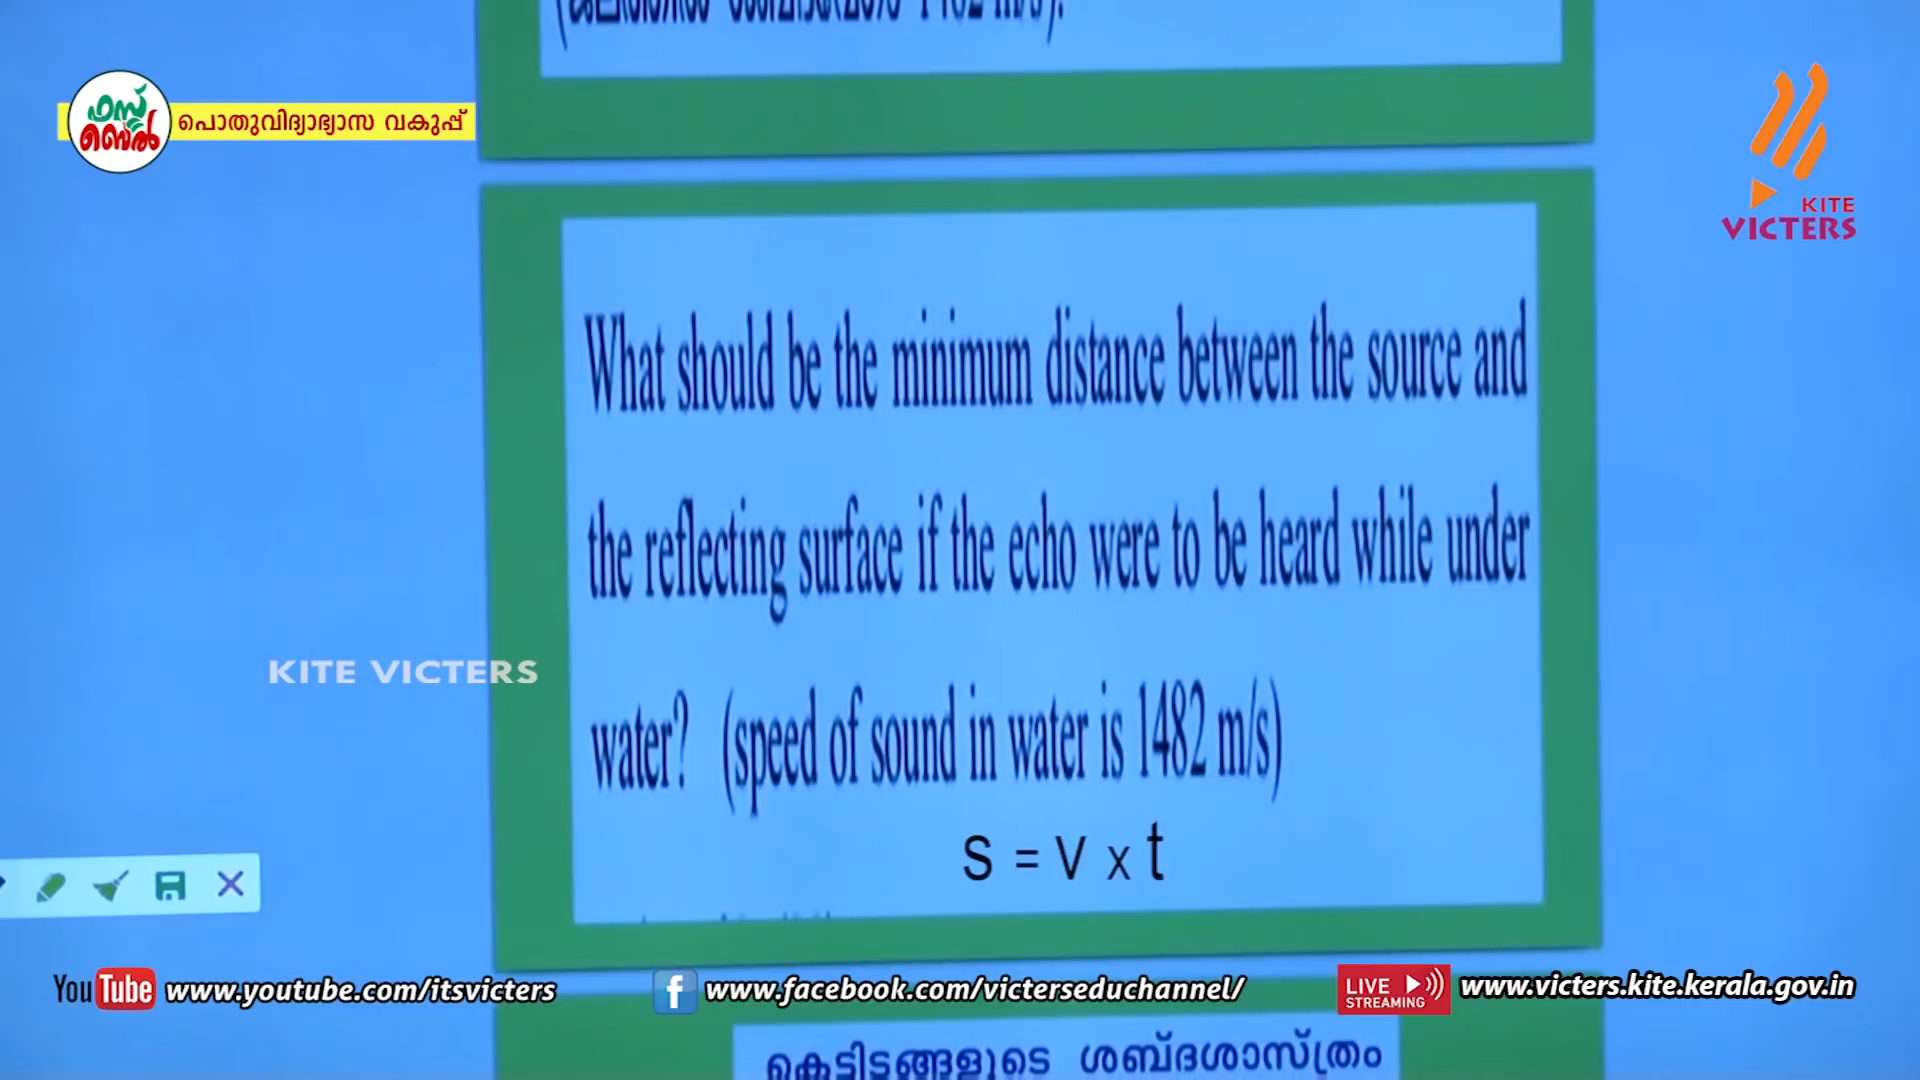 1482 m/s).
ഫസ്റ്റ്
ബെൽ
പൊതുവിദ്യാഭ്യാസ വകുപ്പ്
KITE
VICTERS
What should be the minimum distance between the source and
the reflecting surface if the echo were to be heard while under
water? (speed of sound in water is 1482 m/s)
s = v x t
KITE VICTERS
YouTube www.youtube.com/itsvicters
f www.facebook.com/victerseduchannel/
LIVE STREAMING www.victers.kite.kerala.gov.in
കെട്ടിടങ്ങളുടെ ശബ്ദശാസ്ത്രം